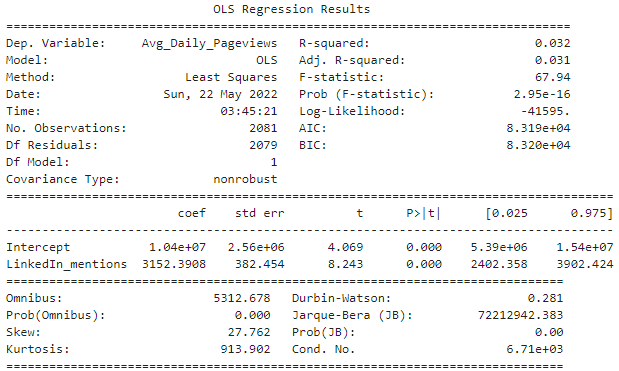 OLS Regression Results
==============================================================================
Dep. Variable: Avg_Daily_Pageviews R-squared: 0.032
Model: OLS Adj. R-squared: 0.031
Method: Least Squares F-statistic: 67.94
Date: Sun, 22 May 2022 Prob (F-statistic): 2.95e-16
Time: 03:45:21 Log-Likelihood: -41595.
No. Observations: 2081 AIC: 8.319e+04
Df Residuals: 2079 BIC: 8.320e+04
Df Model: 1
Covariance Type: nonrobust
=====================================================================================
coef std err t P>|t| [0.025 0.975]
-------------------------------------------------------------------------------------
Intercept 1.04e+07 2.56e+06 4.069 0.000 5.39e+06 1.54e+07
LinkedIn_mentions 3152.3908 382.454 8.243 0.000 2402.358 3902.424
==============================================================================
Omnibus: 5312.678 Durbin-Watson: 0.281
Prob(Omnibus): 0.000 Jarque-Bera (JB): 72212942.383
Skew: 27.762 Prob(JB): 0.00
Kurtosis: 913.902 Cond. No. 6.71e+03
==============================================================================